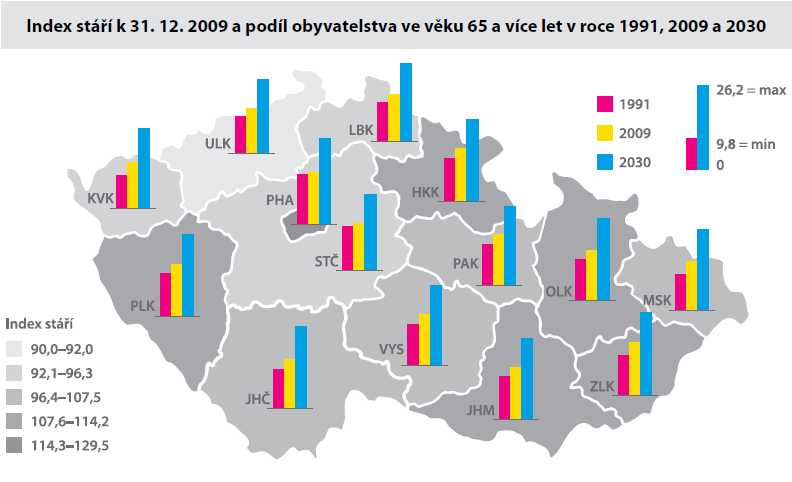 Index stáří k 31. 12. 2009 a podíl obyvatelstva ve věku 65 a více let v roce 1991, 2009 a 2030
1991
2009
2030
26,2 = max
9,8 = min
0
ULK
LBK
KVK
PHA
HKK
STČ
PAK
PLK
OLK
MSK
VYS
ZLK
JHČ
JHM
Index stáří
90,0–92,0
92,1–96,3
96,4–107,5
107,6–114,2
114,3–129,5